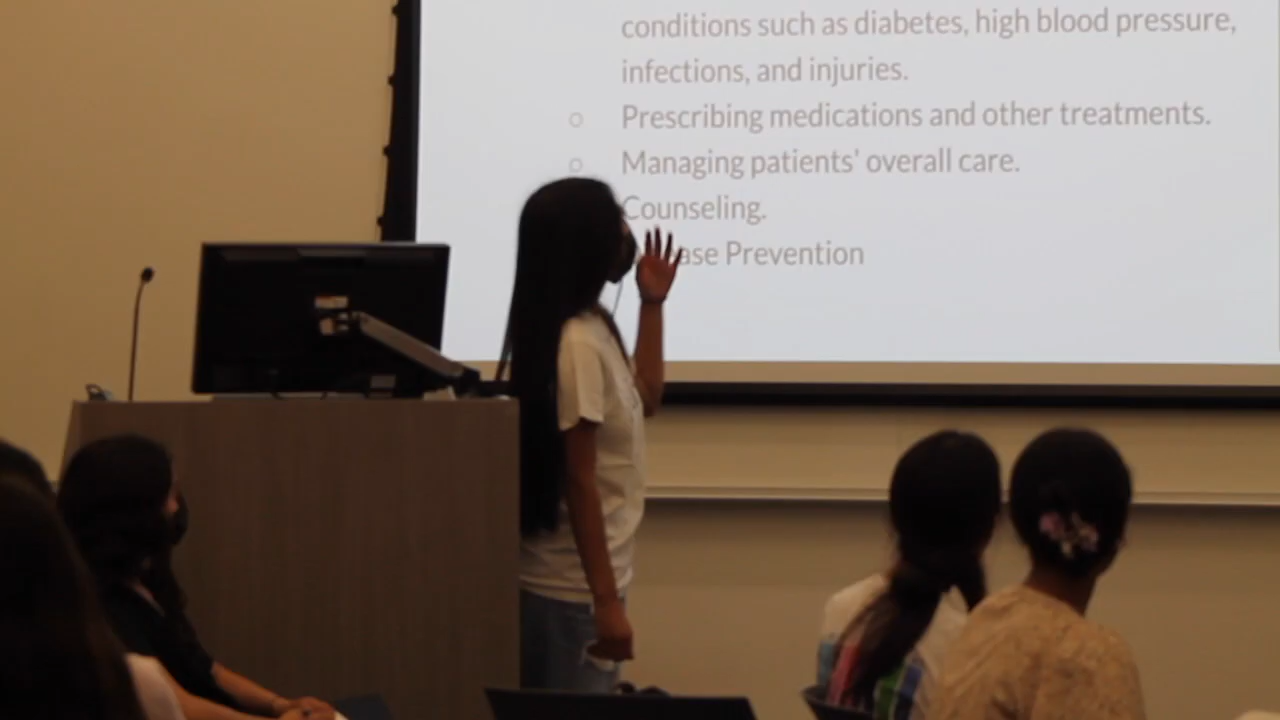 conditions such as diabetes, high blood pressure,
infections, and injuries.
Prescribing medications and other treatments.
Managing patients' overall care.
Counseling.
ase Prevention